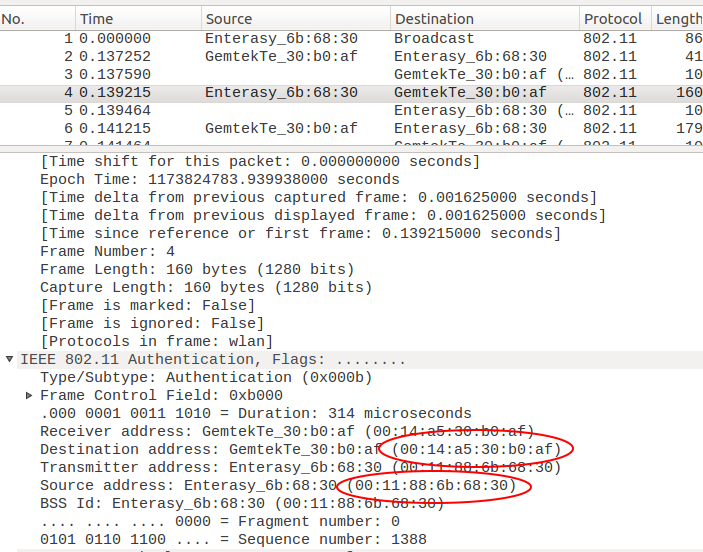 No. Time Source Destination Protocol Length
1 0.000000 Enterasy_6b:68:30 Broadcast 802.11 86
2 0.137252 GemtekTe_30:b0:af Enterasy_6b:68:30 802.11 41
3 0.137590 GemtekTe_30:b0:af (… 802.11 10
4 0.139215 Enterasy_6b:68:30 GemtekTe_30:b0:af 802.11 160
5 0.139464 Enterasy_6b:68:30 (… 802.11 10
6 0.141215 GemtekTe_30:b0:af Enterasy_6b:68:30 802.11 179
[Time shift for this packet: 0.000000000 seconds]
Epoch Time: 1173824783.939938000 seconds
[Time delta from previous captured frame: 0.001625000 seconds]
[Time delta from previous displayed frame: 0.001625000 seconds]
[Time since reference or first frame: 0.139215000 seconds]
Frame Number: 4
Frame Length: 160 bytes (1280 bits)
Capture Length: 160 bytes (1280 bits)
[Frame is marked: False]
[Frame is ignored: False]
[Protocols in frame: wlan]
IEEE 802.11 Authentication, Flags: ........
Type/Subtype: Authentication (0x000b)
Frame Control Field: 0xb000
.000 0001 0011 1010 = Duration: 314 microseconds
Receiver address: GemtekTe_30:b0:af (00:14:a5:30:b0:af)
Destination address: GemtekTe_30:b0:af (00:14:a5:30:b0:af)
Transmitter address: Enterasy_6b:68:30 (00:11:88:6b:68:30)
Source address: Enterasy_6b:68:30 (00:11:88:6b:68:30)
BSS Id: Enterasy_6b:68:30 (00:11:88:6b:68:30)
.... .... .... 0000 = Fragment number: 0
0101 0110 1100 .... = Sequence number: 1388